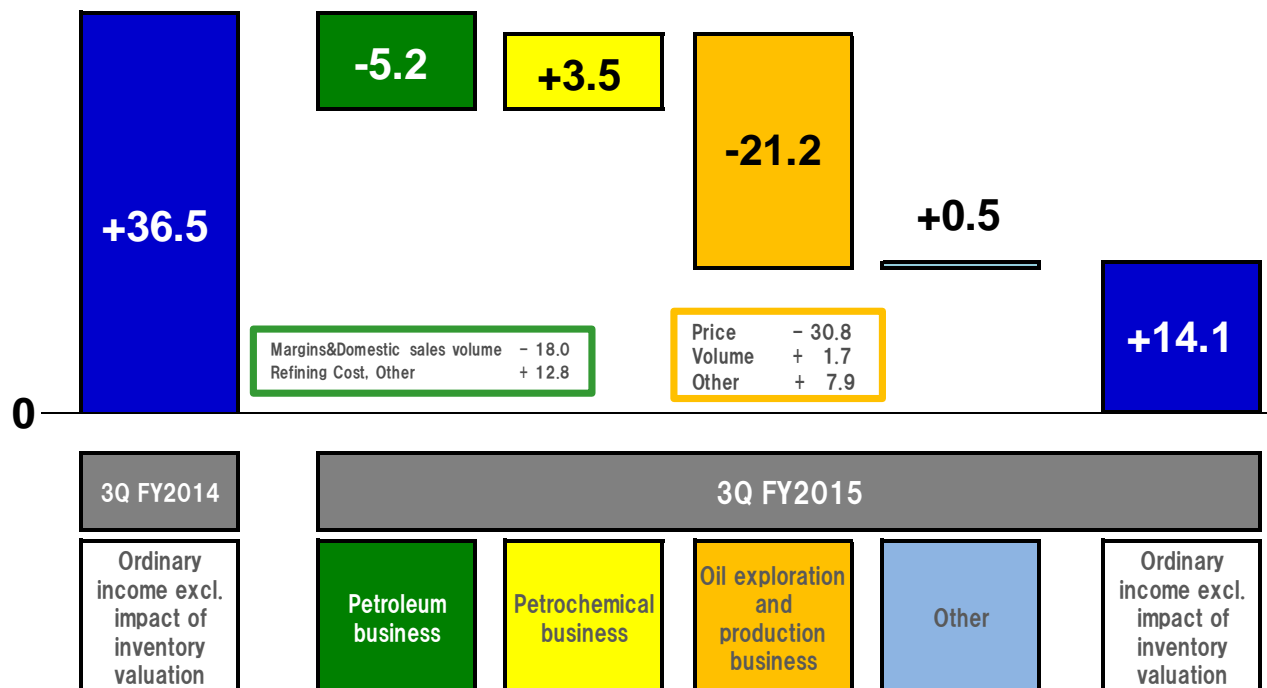 -5.2
+3.5
-21.2
+36.5
+0.5
+14.1
Margins&Domestic sales volume - 18.0
Refining Cost, Other + 12.8
Price - 30.8
Volume + 1.7
Other + 7.9
0
3Q FY2014
3Q FY2015
Ordinary
income excl.
impact of
inventory
valuation
Petroleum
business
Petrochemical
business
Oil exploration
and
production
business
Other
Ordinary
income excl.
impact of
inventory
valuation